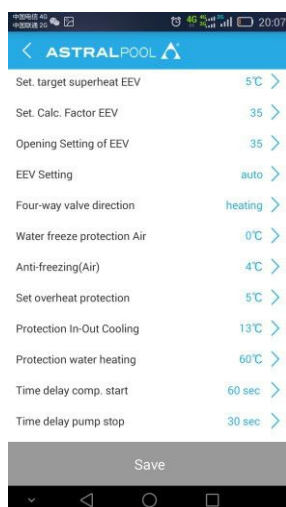 中国电信 4G
中国联通 2G
4G 4G 2G 20:07
ASTRALPOOL
Set. target superheat EEV 5℃
Set. Calc. Factor EEV 35
Opening Setting of EEV 35
EEV Setting auto
Four-way valve direction heating
Water freeze protection Air 0℃
Anti-freezing(Air) 4℃
Set overheat protection 5℃
Protection In-Out Cooling 13℃
Protection water heating 60℃
Time delay comp. start 60 sec
Time delay pump stop 30 sec
Save